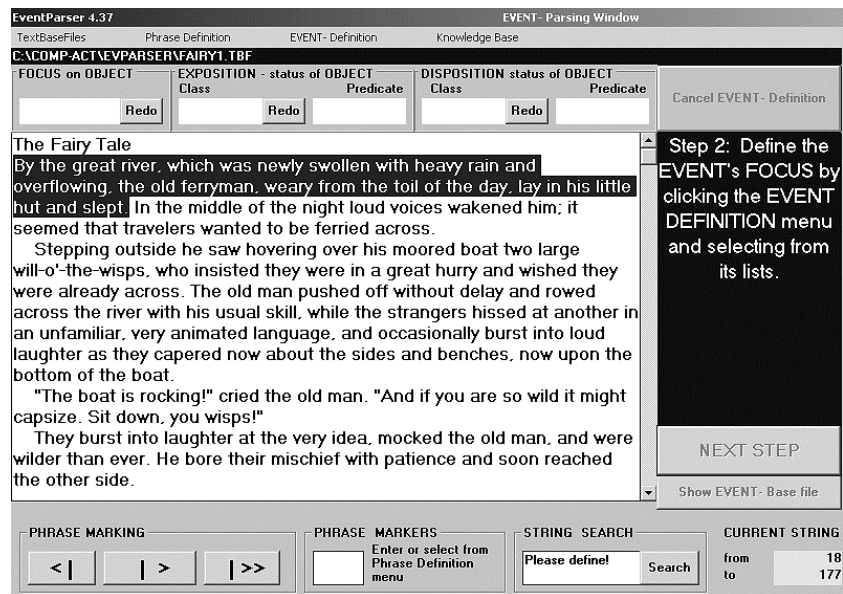 EventParser 4.37 EVENT- Parsing Window
TextBaseFiles Phrase Definition EVENT- Definition Knowledge Base
C:\COMP-ACT\EVPARSER\FAIRY1.TBF
FOCUS on OBJECT EXPOSITION - status of OBJECT DISPOSITION status of OBJECT
Class Predicate Class Predicate
Redo Redo Redo
Cancel EVENT- Definition
The Fairy Tale
By the great river, which was newly swollen with heavy rain and
overflowing, the old ferryman, weary from the toil of the day, lay in his little
hut and slept. In the middle of the night loud voices wakened him; it
seemed that travelers wanted to be ferried across.
Stepping outside he saw hovering over his moored boat two large
will-o'-the-wisps, who insisted they were in a great hurry and wished they
were already across. The old man pushed off without delay and rowed
across the river with his usual skill, while the strangers hissed at another in
an unfamiliar, very animated language, and occasionally burst into loud
laughter as they capered now about the sides and benches, now upon the
bottom of the boat.
"The boat is rocking!" cried the old man. "And if you are so wild it might
capsize. Sit down, you wisps!"
They burst into laughter at the very idea, mocked the old man, and were
wilder than ever. He bore their mischief with patience and soon reached
the other side.
Step 2: Define the
EVENT's FOCUS by
clicking the EVENT
DEFINITION menu
and selecting from
its lists.
NEXT STEP
Show EVENT- Base file
PHRASE MARKING
<| | > |>>
PHRASE MARKERS
Enter or select from
Phrase Definition
menu
STRING SEARCH
Please define! Search
CURRENT STRING
from 18
to 177